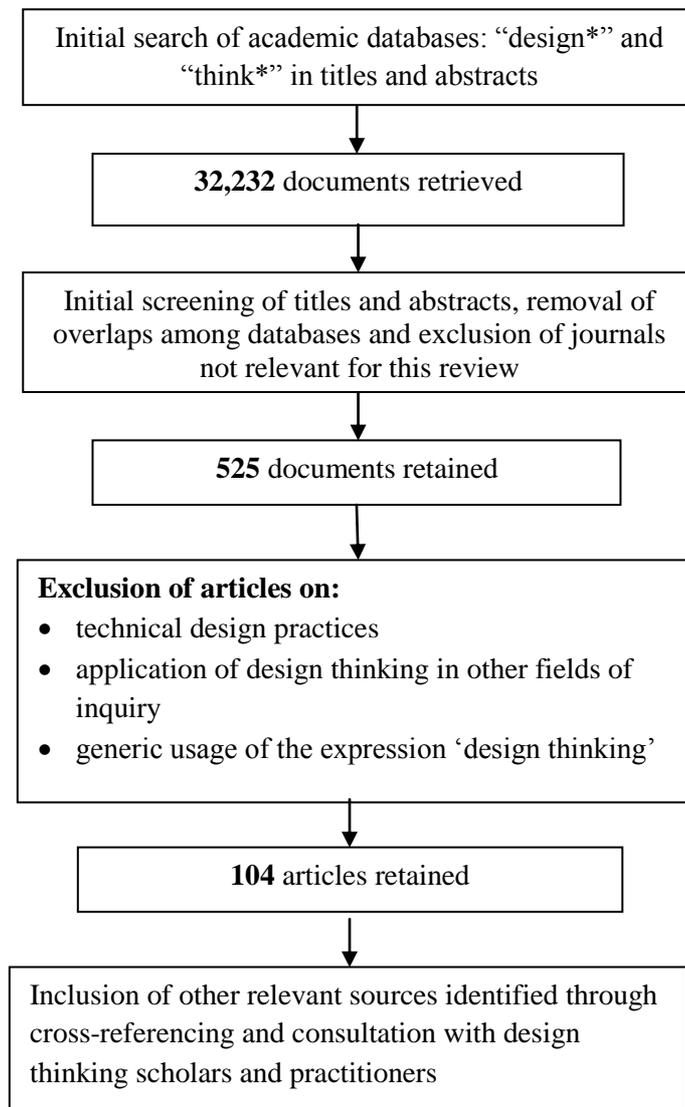 Initial search of academic databases: “design*” and
“think*” in titles and abstracts
32,232 documents retrieved
Initial screening of titles and abstracts, removal of
overlaps among databases and exclusion of journals
not relevant for this review
525 documents retained
Exclusion of articles on:
• technical design practices
• application of design thinking in other fields of
inquiry
• generic usage of the expression ‘design thinking’
104 articles retained
Inclusion of other relevant sources identified through
cross-referencing and consultation with design
thinking scholars and practitioners